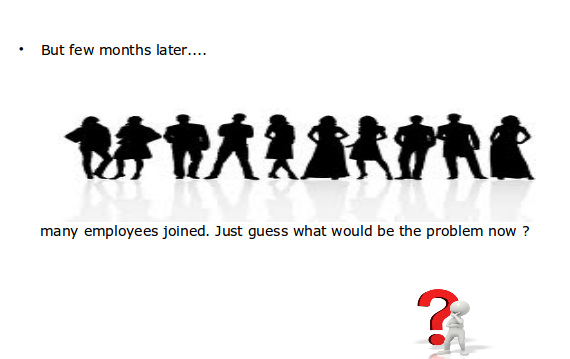 • But few months later....
many employees joined. Just guess what would be the problem now ?
?